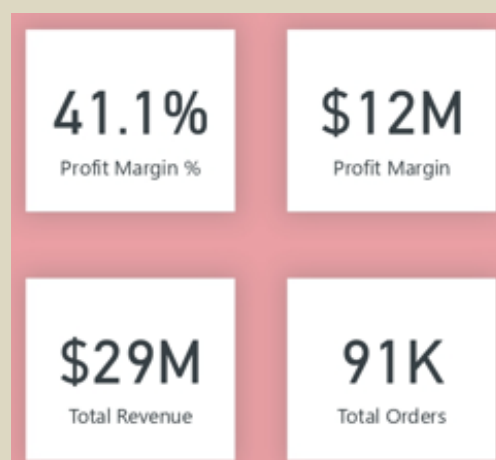 41.1%
Profit Margin %
$12M
Profit Margin
$29M
Total Revenue
91K
Total Orders